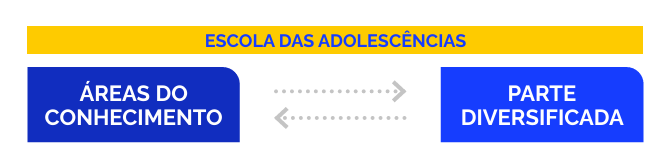 ESCOLA DAS ADOLESCÊNCIAS
ÁREAS DO
CONHECIMENTO
PARTE
DIVERSIFICADA